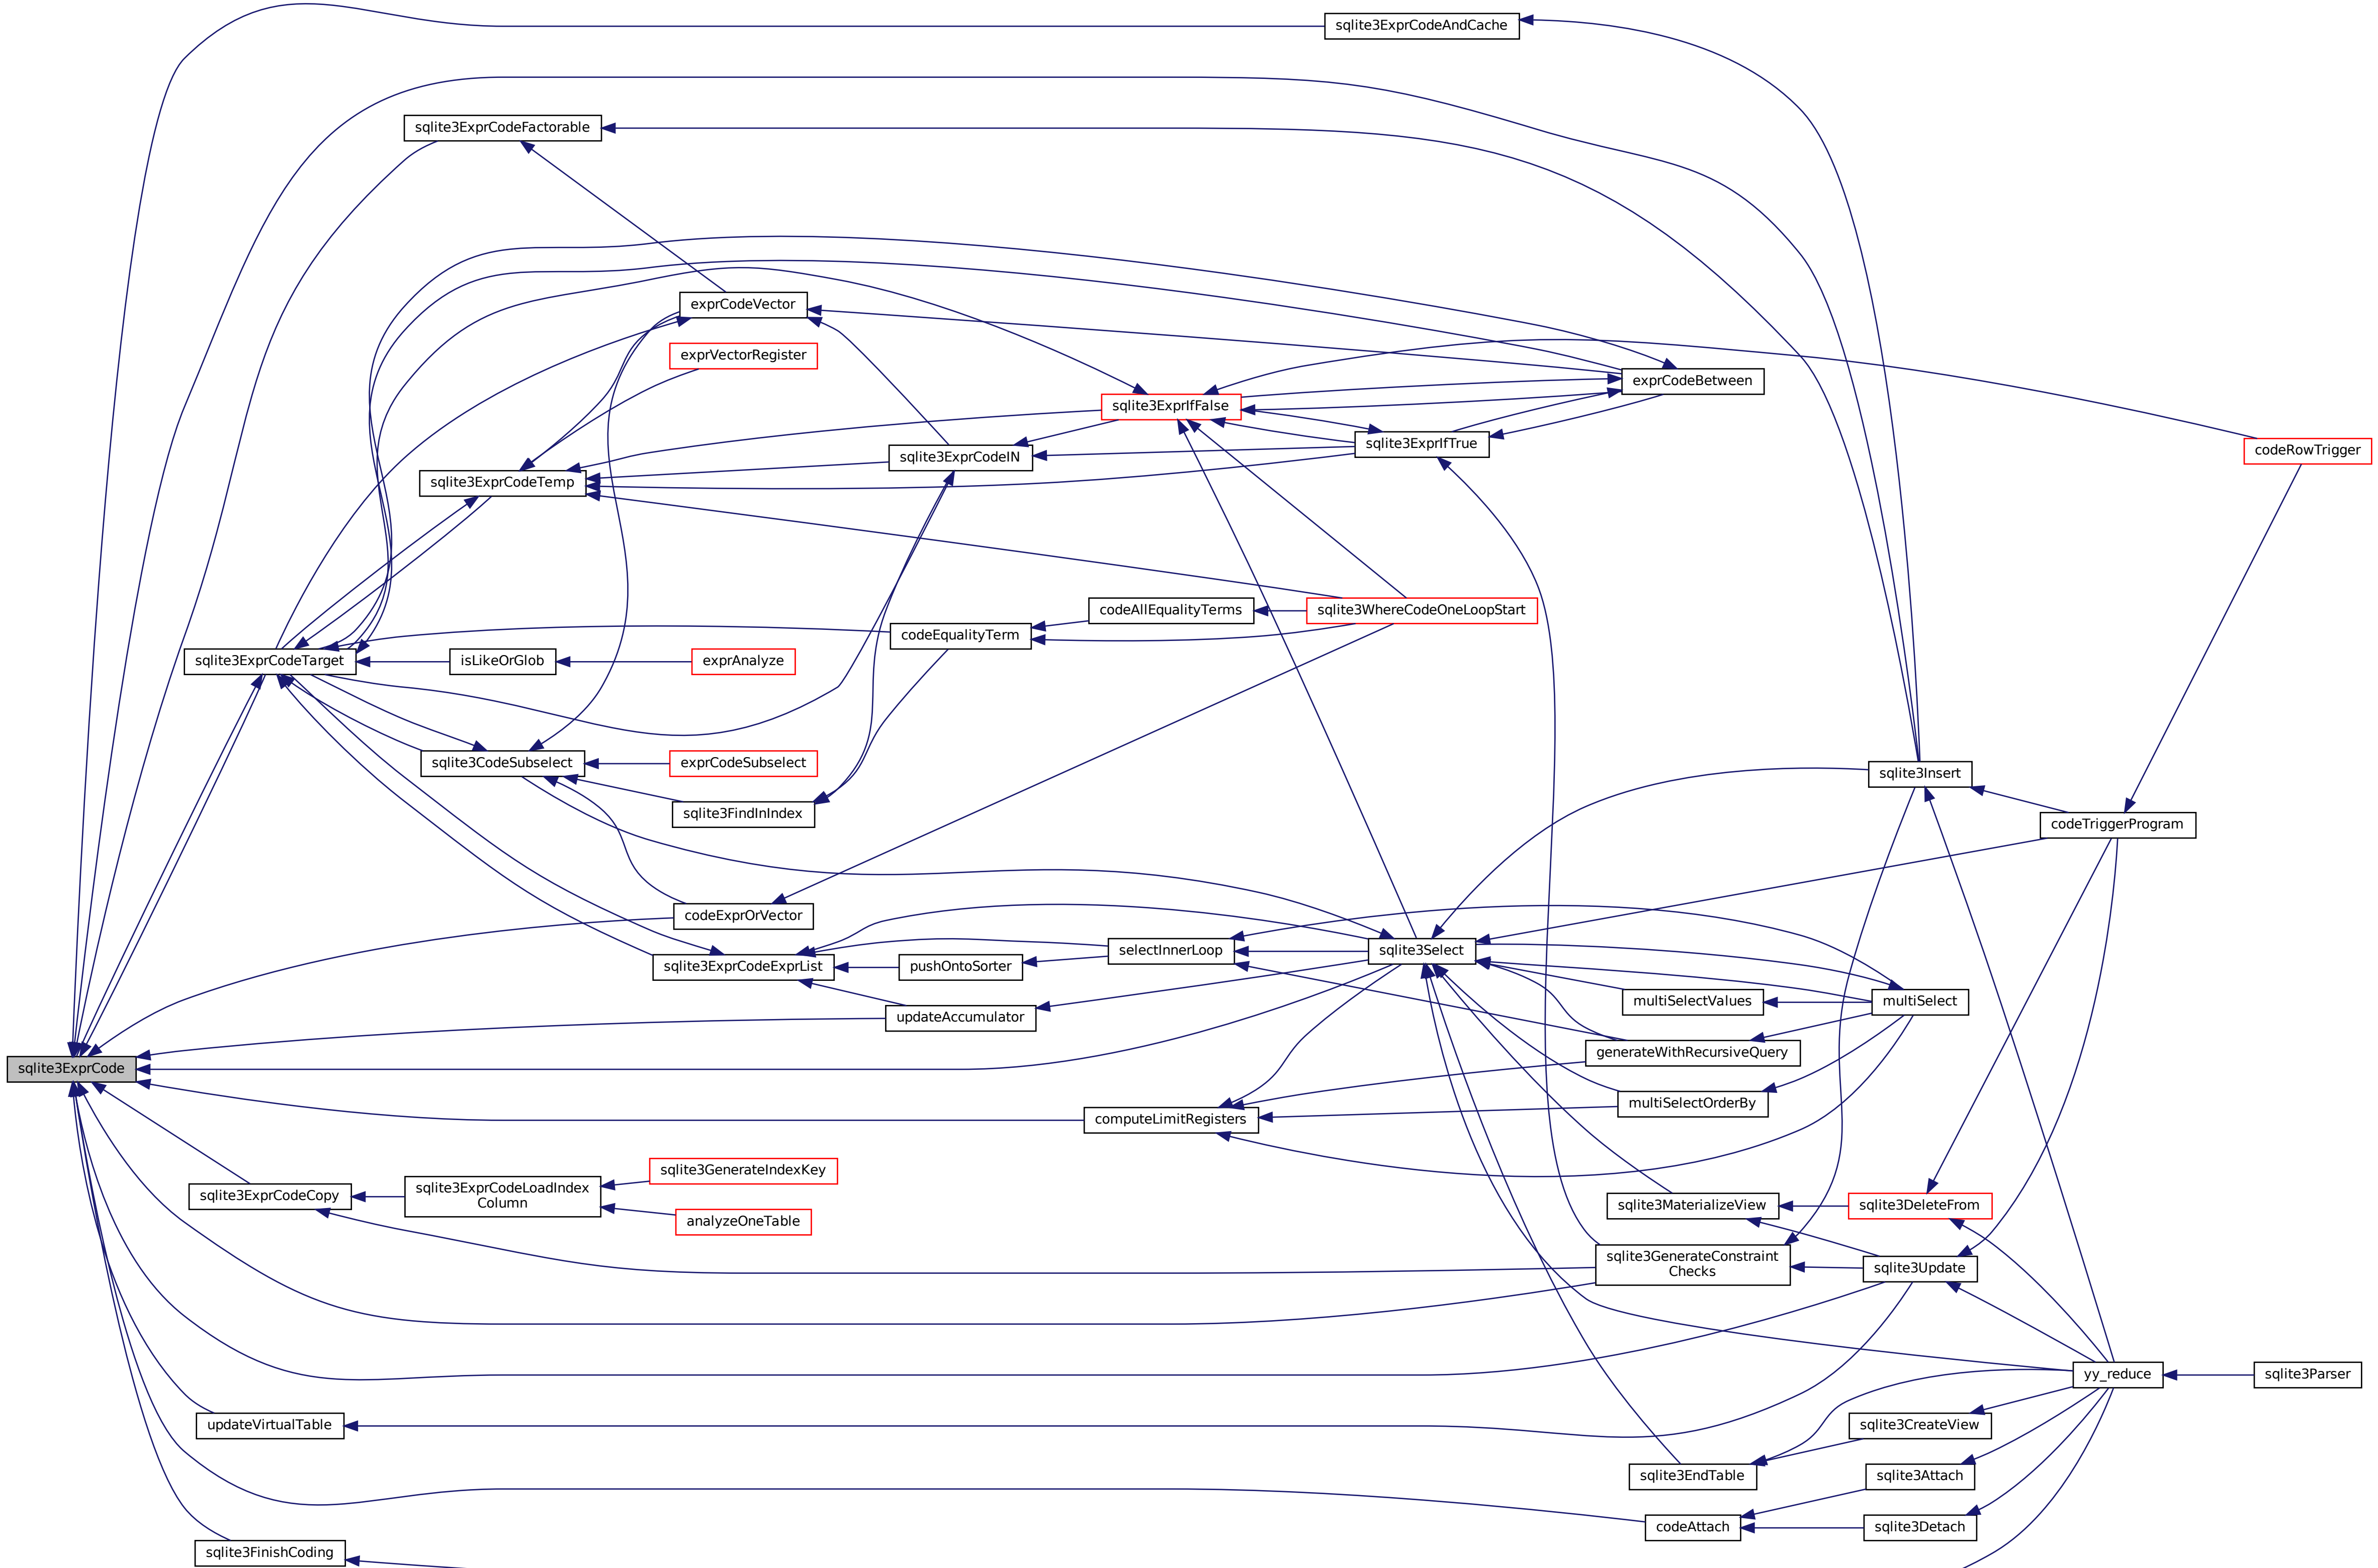 sqlite3ExprCodeAndCache
sqlite3ExprCodeFactorable
exprCodeVector
exprVectorRegister
exprCodeBetween
sqlite3ExprIfFalse
sqlite3ExprIfTrue
codeRowTrigger
sqlite3ExprCodeIN
sqlite3ExprCodeTemp
codeAllEqualityTerms
sqlite3WhereCodeOneLoopStart
codeEqualityTerm
sqlite3ExprCodeTarget
isLikeOrGlob
exprAnalyze
sqlite3CodeSubselect
exprCodeSubselect
sqlite3Insert
sqlite3FindInIndex
codeTriggerProgram
codeExprOrVector
sqlite3ExprCodeExprList
pushOntoSorter
selectInnerLoop
sqlite3Select
updateAccumulator
multiSelectValues
multiSelect
generateWithRecursiveQuery
sqlite3ExprCode
computeLimitRegisters
multiSelectOrderBy
sqlite3GenerateIndexKey
sqlite3ExprCodeCopy
sqlite3ExprCodeLoadIndex
Column
analyzeOneTable
sqlite3MaterializeView
sqlite3DeleteFrom
sqlite3GenerateConstraint
Checks
sqlite3Update
yy_reduce
sqlite3Parser
updateVirtualTable
sqlite3CreateView
sqlite3EndTable
sqlite3Attach
codeAttach
sqlite3Detach
sqlite3FinishCoding